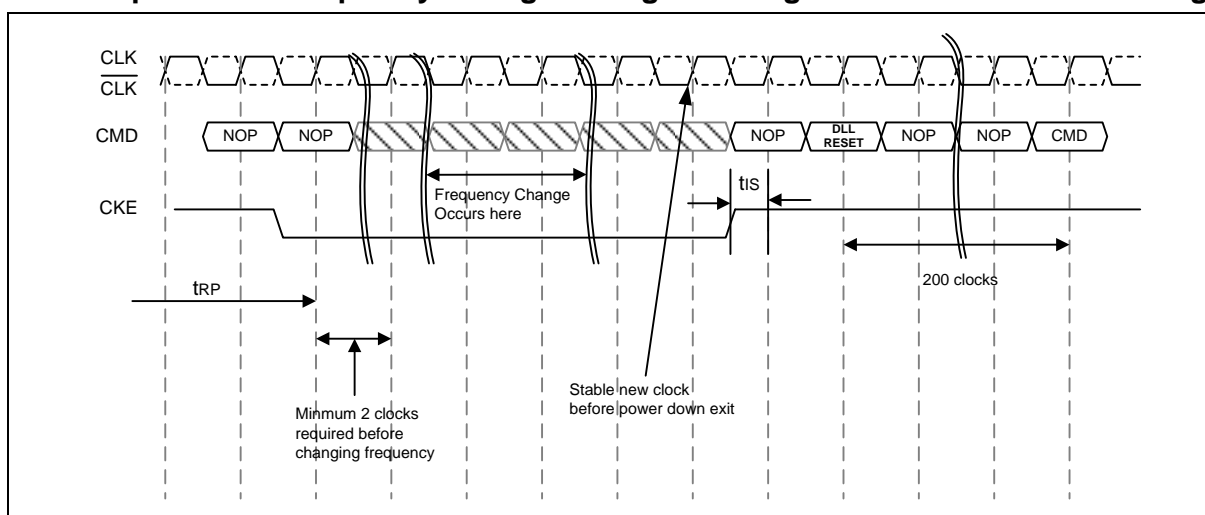 CLK
CLK
CMD
NOP NOP NOP DLL RESET NOP NOP CMD
tIS
CKE
Frequency Change
Occurs here
200 clocks
tRP
Stable new clock
before power down exit
Minmum 2 clocks
required before
changing frequency